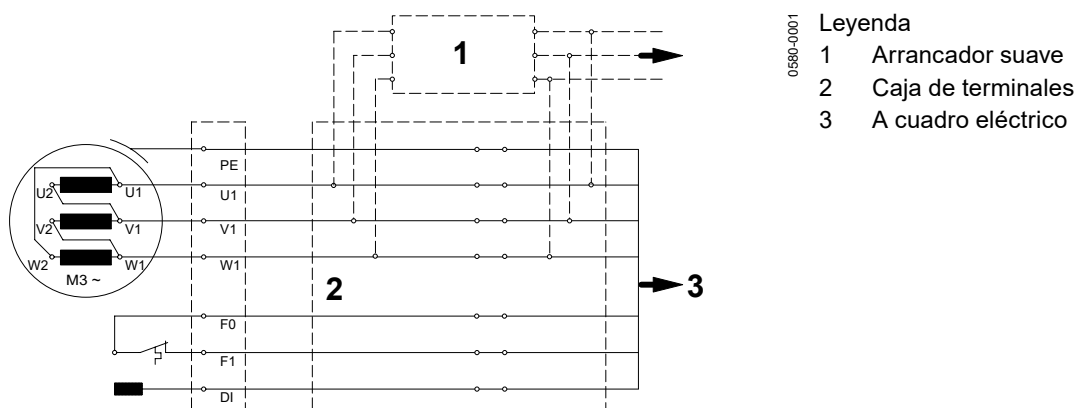 1
PE
U2
U1
U1
V2
V1
V1
W2
W1
W1
M3 ~
2
3
F0
F1
DI
0580-0001
Leyenda
1 Arrancador suave
2 Caja de terminales
3 A cuadro eléctrico